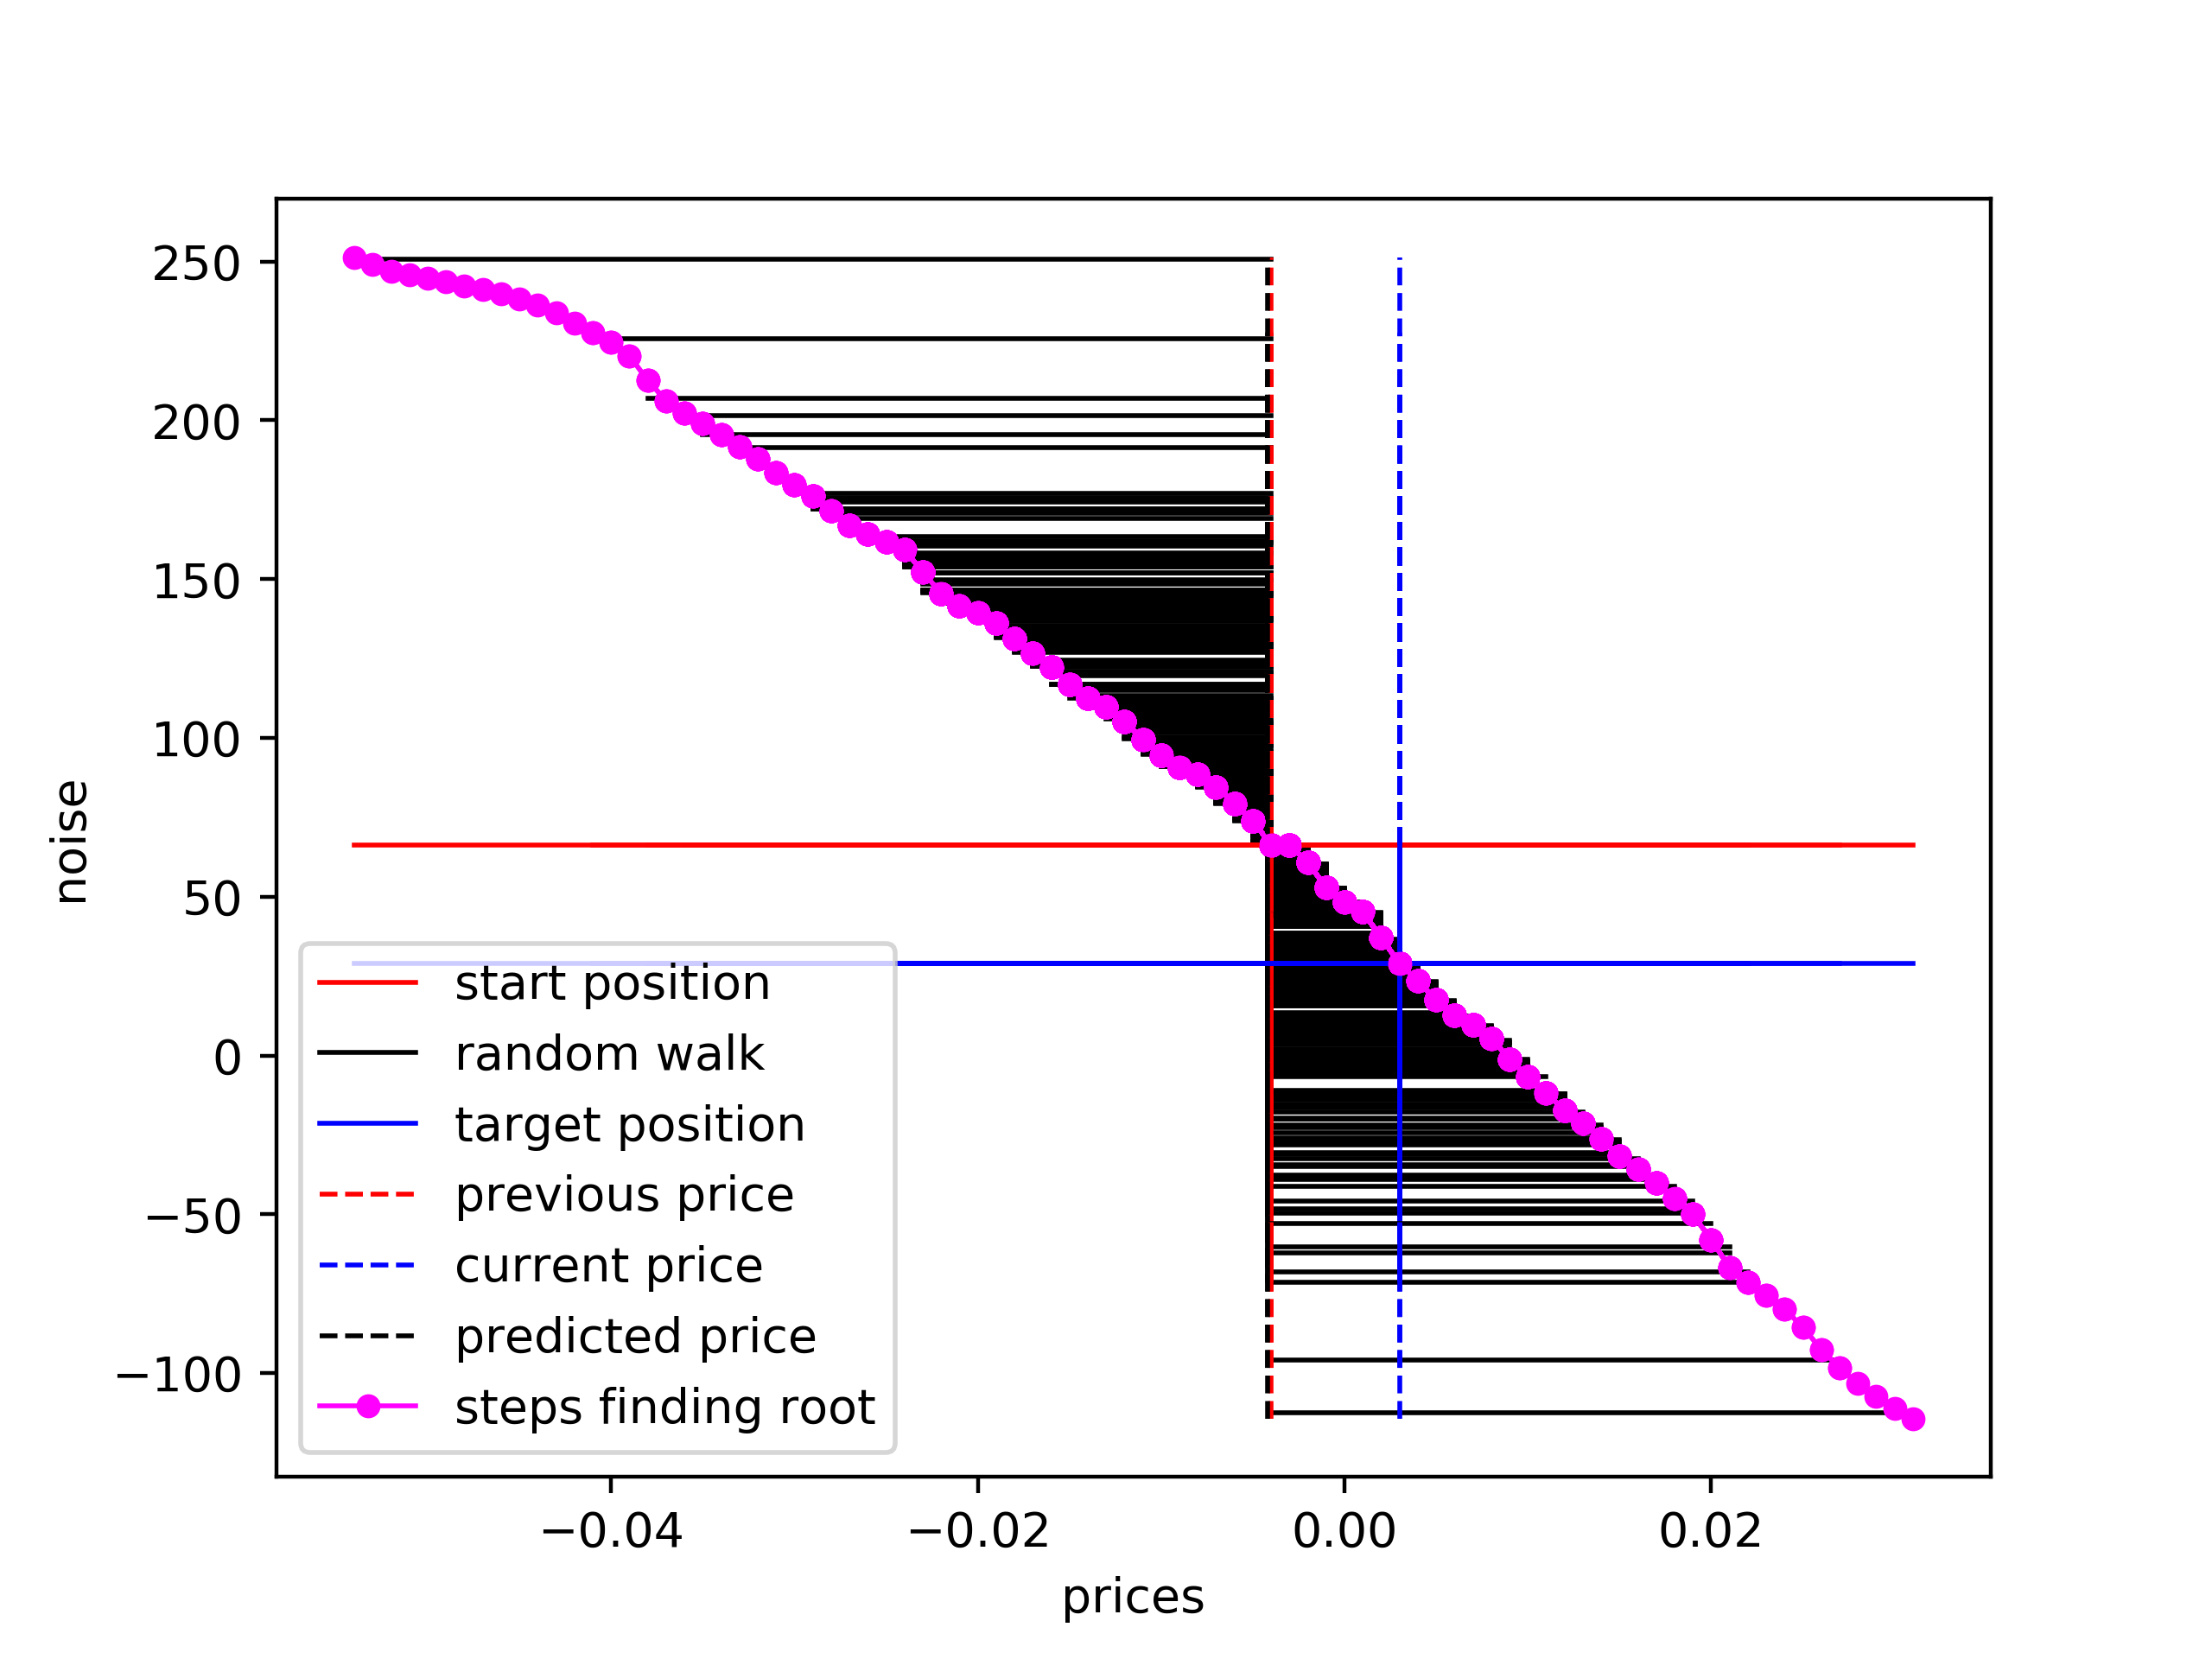 250
200
150
100
50
0
−50
−100
noise
start position
random walk
target position
previous price
current price
predicted price
steps finding root
−0.04
−0.02
0.00
0.02
prices